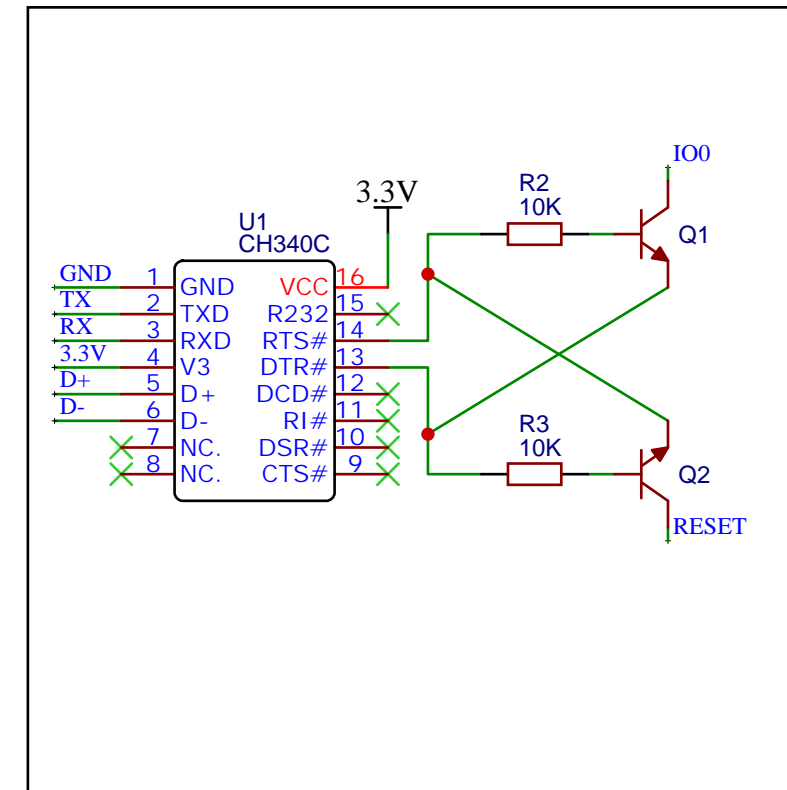 IO0
R2
10K
3.3V
Q1
U1
CH340C
GND 1 GND VCC 16
TX 2 TXD R232 15
RX 3 RXD RTS# 14
3.3V 4 V3 DTR# 13
D+ 5 D+ DCD# 12
D- 6 D- RI# 11
7 NC. DSR# 10
8 NC. CTS# 9
R3
10K
Q2
RESET